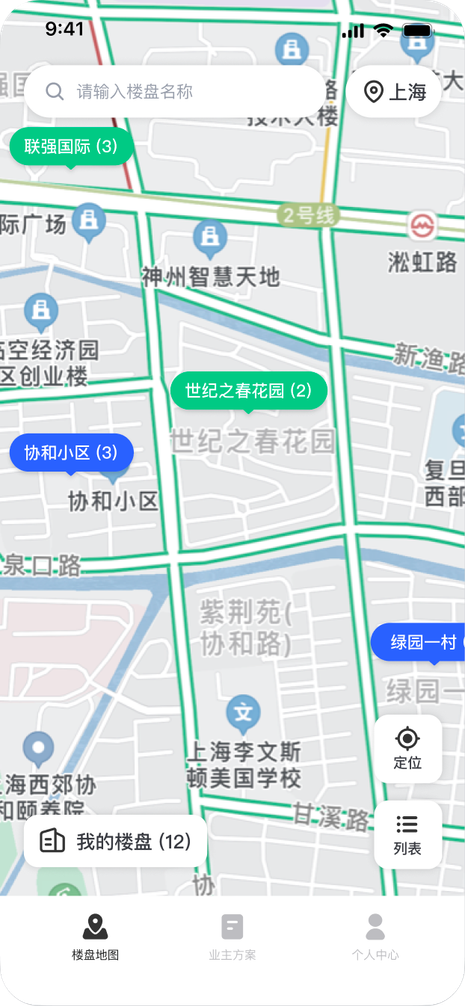 9:41
请输入楼盘名称
上海
技术大楼
联强国际 (3)
际广场
2号线
淞虹路
神州智慧天地
临空经济园
区创业楼
新渔路
世纪之春花园 (2)
世纪之春花园
协和小区 (3)
协和小区
复旦
西部
泉口路
紫荆苑(
协和路)
绿园一村 (
绿园一
定位
上海李文斯
顿美国学校
上海西郊协
和颐养院
甘溪路
列表
我的楼盘 (12)
协
楼盘地图
业主方案
个人中心